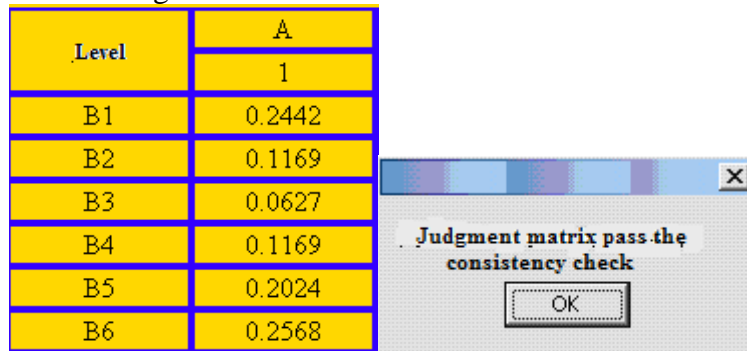 Level A
1
B1 0.2442
B2 0.1169
B3 0.0627
B4 0.1169
B5 0.2024
B6 0.2568
Judgment matrix pass the
consistency check
OK